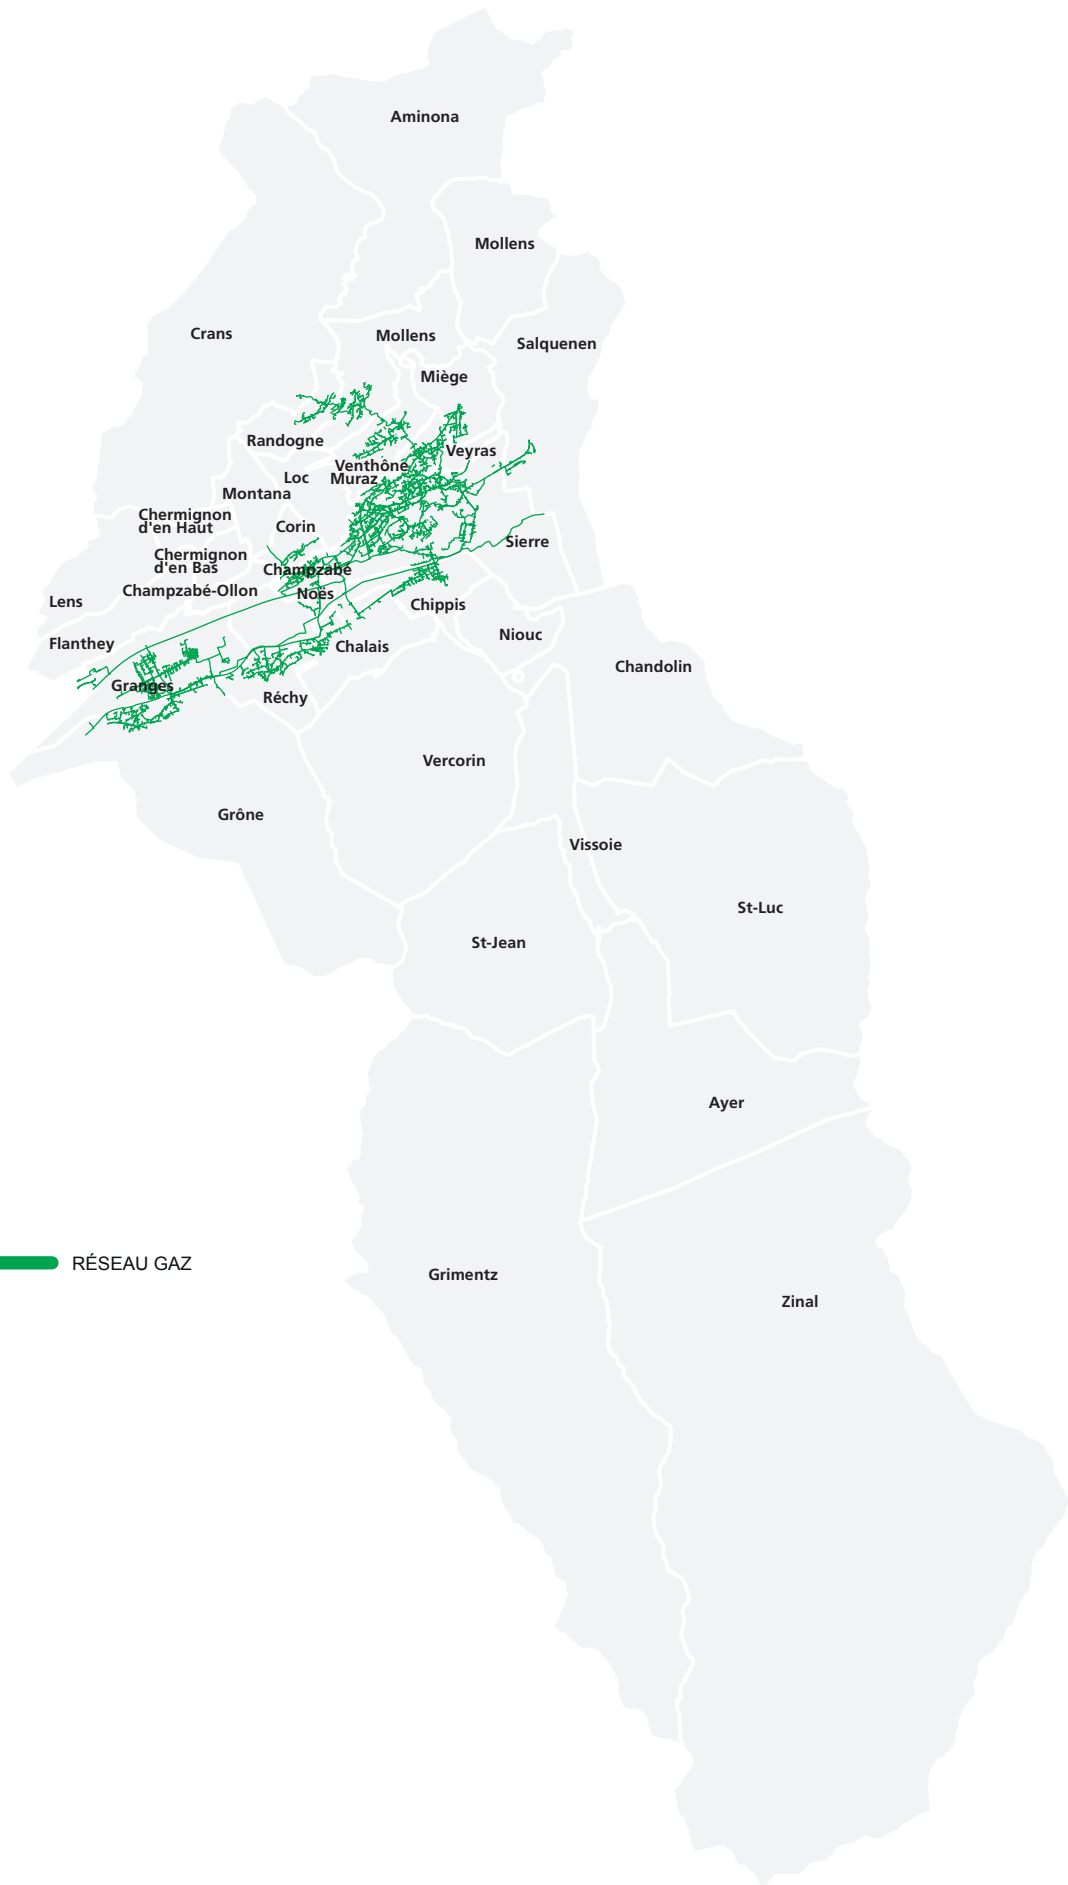 Aminona
Mollens
Crans
Mollens
Salquenen
Miège
Randogne
Veyras
Venthône
Loc
Muraz
Montana
Chermignon
d'en Haut
Corin
Sierre
Chermignon
d'en Bas
Champzabé
Champzabé-Ollon
Noës
Lens
Chippis
Niouc
Flanthey
Chalais
Chandolin
Granges
Réchy
Vercorin
Grône
Vissoie
St-Luc
St-Jean
Ayer
RÉSEAU GAZ
Grimentz
Zinal